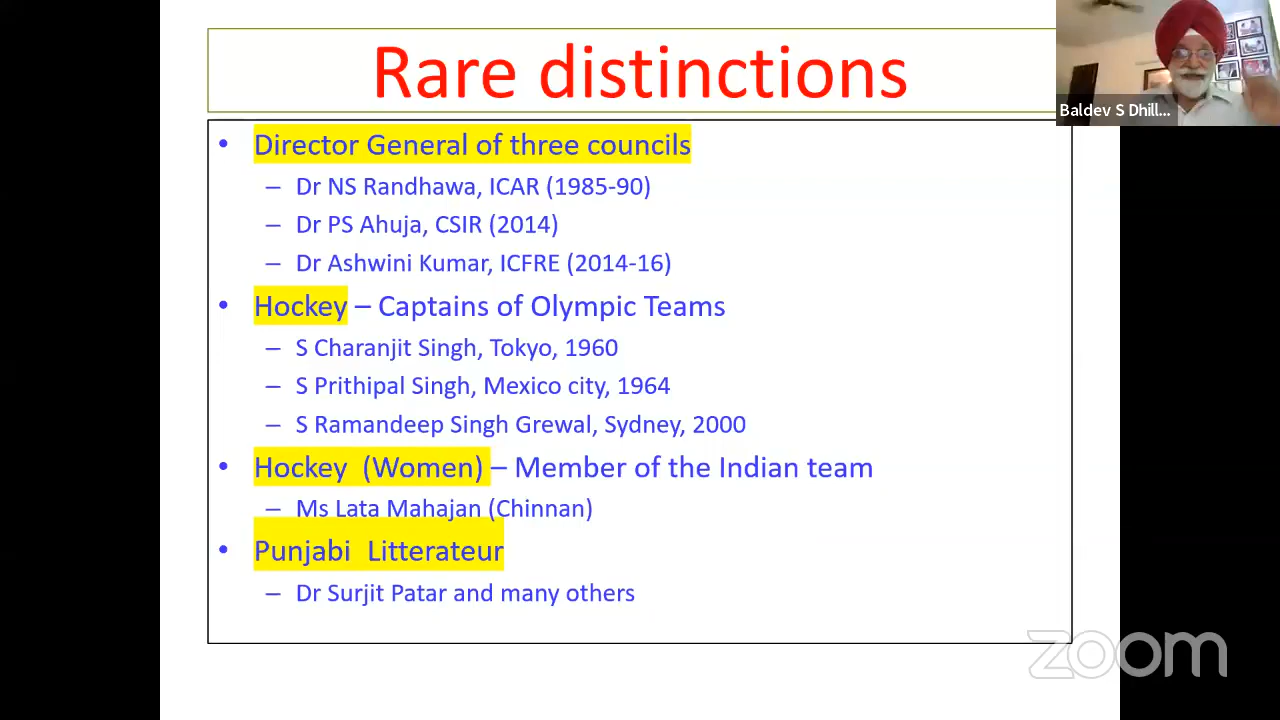 Rare distinctions
Baldev S Dhill...
• Director General of three councils
– Dr NS Randhawa, ICAR (1985-90)
– Dr PS Ahuja, CSIR (2014)
– Dr Ashwini Kumar, ICFRE (2014-16)
• Hockey – Captains of Olympic Teams
– S Charanjit Singh, Tokyo, 1960
– S Prithipal Singh, Mexico city, 1964
– S Ramandeep Singh Grewal, Sydney, 2000
• Hockey (Women) – Member of the Indian team
– Ms Lata Mahajan (Chinnan)
• Punjabi Litterateur
– Dr Surjit Patar and many others
zoom